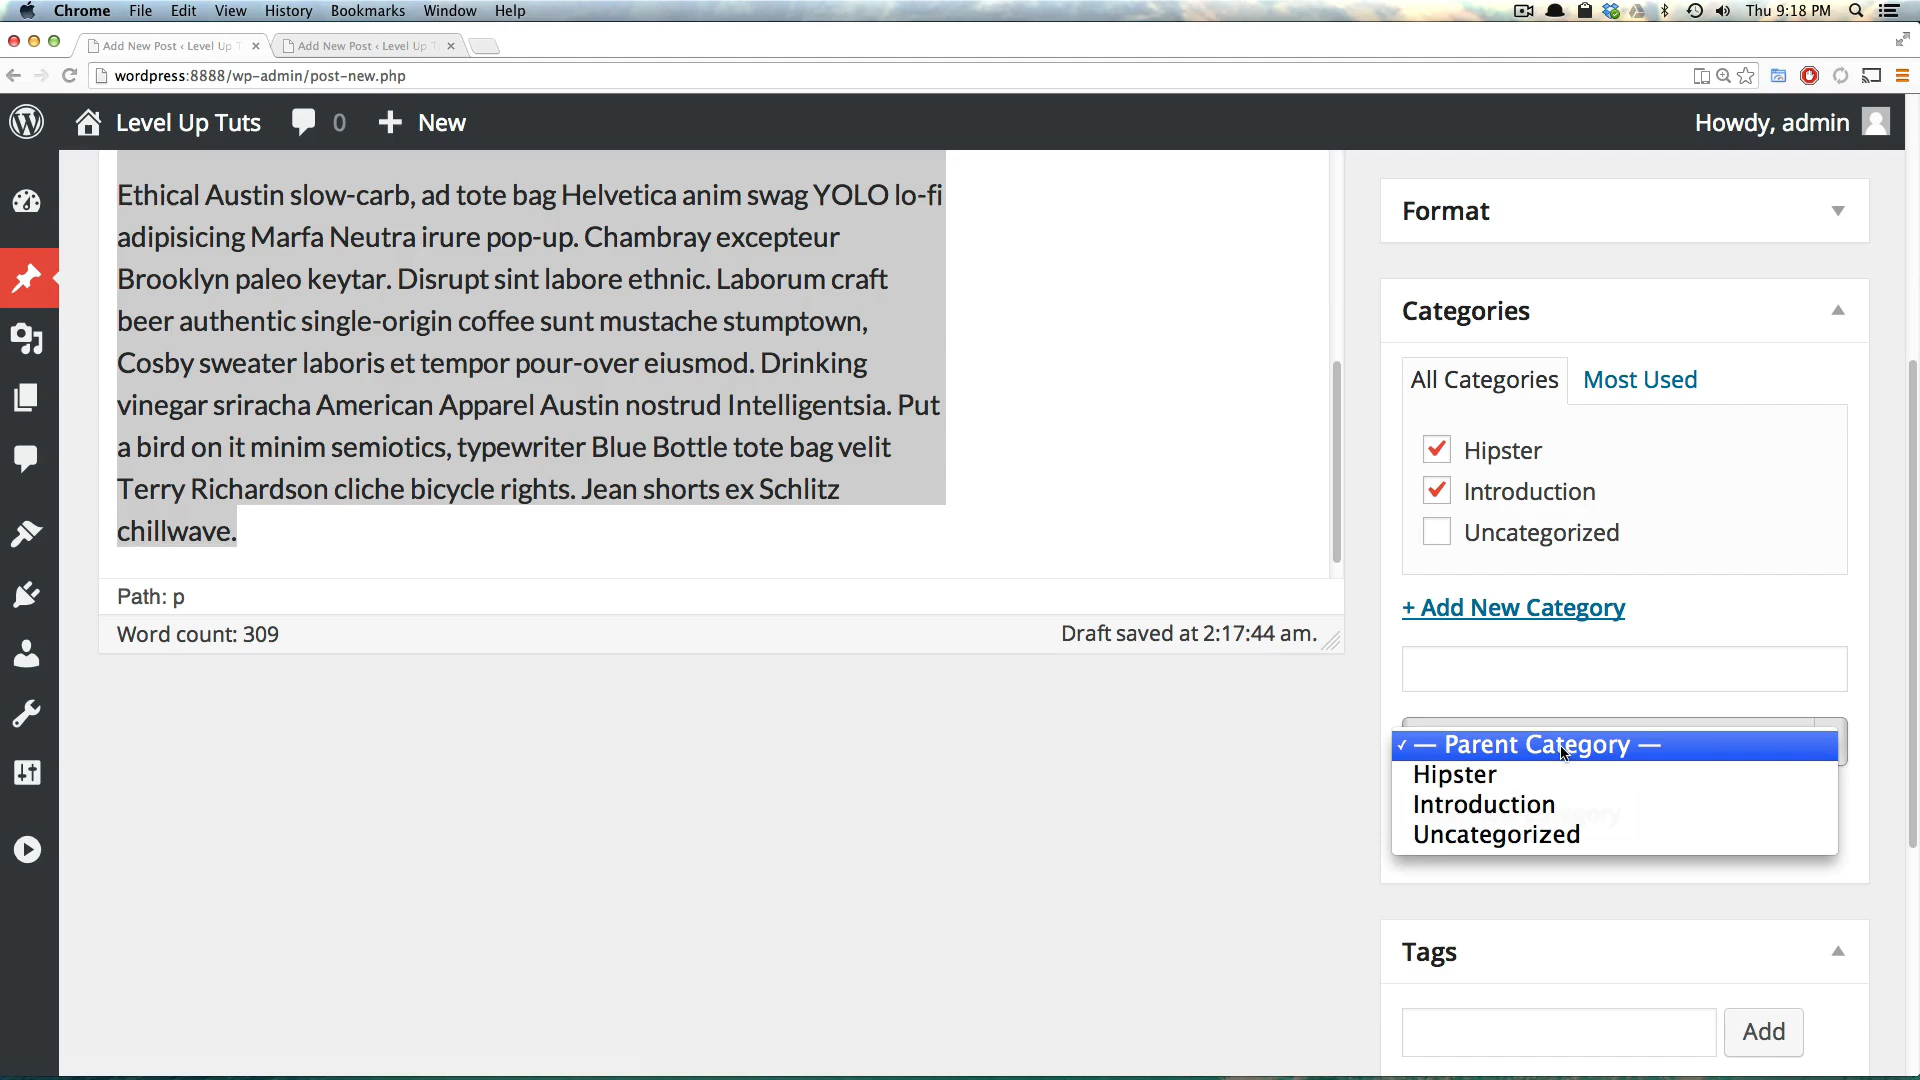 Chrome File Edit View History Bookmarks Window Help Thu 9:18 PM
Add New Post ‹ Level Up T Add New Post ‹ Level Up T
wordpress:8888/wp-admin/post-new.php
Level Up Tuts 0 New Howdy, admin
Ethical Austin slow-carb, ad tote bag Helvetica anim swag YOLO lo-fi
adipisicing Marfa Neutra irure pop-up. Chambray excepteur
Brooklyn paleo keytar. Disrupt sint labore ethnic. Laborum craft
beer authentic single-origin coffee sunt mustache stumptown,
Cosby sweater laboris et tempor pour-over eiusmod. Drinking
vinegar sriracha American Apparel Austin nostrud Intelligentsia. Put
a bird on it minim semiotics, typewriter Blue Bottle tote bag velit
Terry Richardson cliche bicycle rights. Jean shorts ex Schlitz
chillwave.
Path: p
Word count: 309 Draft saved at 2:17:44 am.
Format
Categories
All Categories Most Used
Hipster
Introduction
Uncategorized
+ Add New Category
— Parent Category —
Hipster
Introduction
Uncategorized
Tags
Add